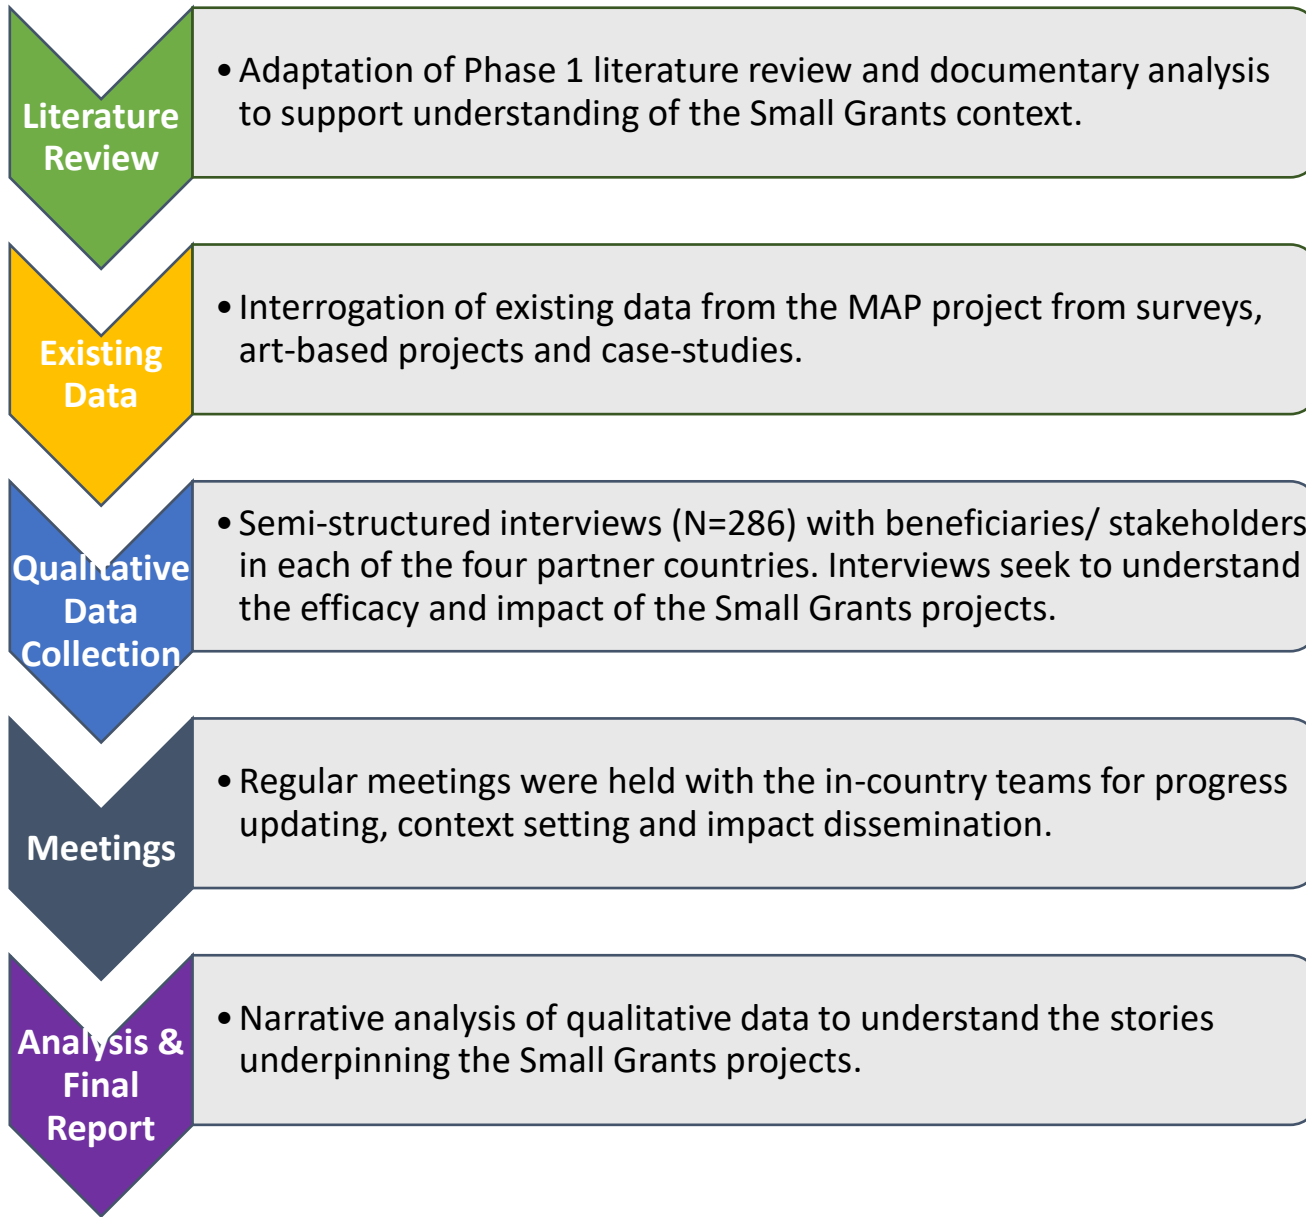 Literature
Review
• Adaptation of Phase 1 literature review and documentary analysis
to support understanding of the Small Grants context.
Existing
Data
• Interrogation of existing data from the MAP project from surveys,
art-based projects and case-studies.
Qualitative
Data
Collection
• Semi-structured interviews (N=286) with beneficiaries/ stakeholders
in each of the four partner countries. Interviews seek to understand
the efficacy and impact of the Small Grants projects.
Meetings
• Regular meetings were held with the in-country teams for progress
updating, context setting and impact dissemination.
Analysis &
Final
Report
• Narrative analysis of qualitative data to understand the stories
underpinning the Small Grants projects.